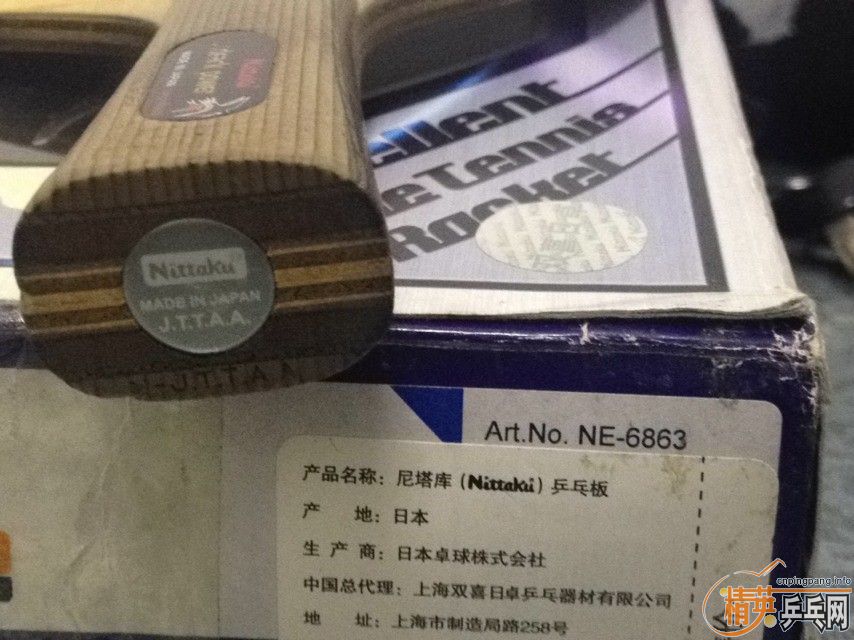 Nittaku
MADE IN JAPAN
J.T.T.A.A.
J.T.T.A.A
Tennis
Racket
Art.No. NE-6863
产品名称：尼塔库（Nittaku）乒乓板
产 地：日本
生 产 商：日本卓球株式会社
中国总代理：上海双喜日卓乒乓器材有限公司
地 址：上海市制造局路258号
cnpingpang.info
精英乒乓网